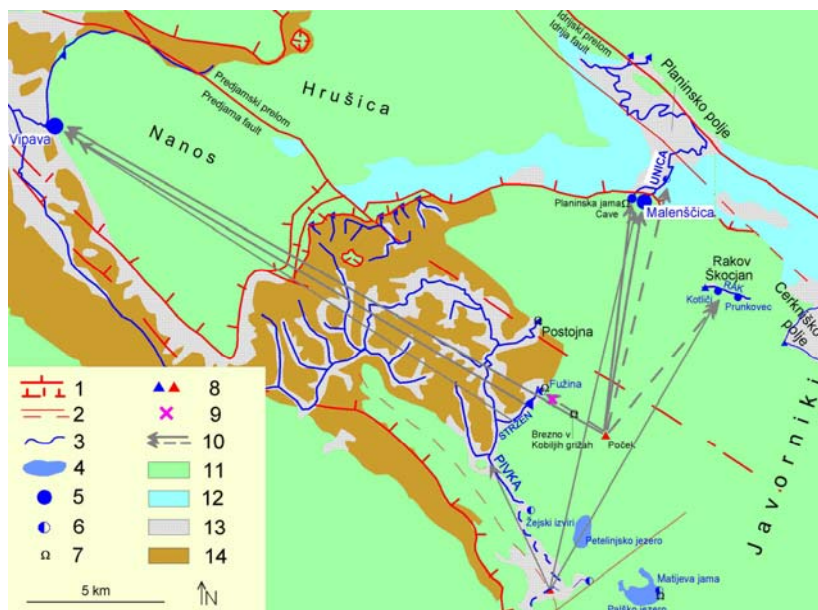 Idrijski prelom
Idrija fault
Planinsko polje
Predjamski prelom
Predjama fault
Hrušica
Nanos
Vipava
UNICA
Planinska jama
Cave
Malenščica
Rakov
Škocjan
RAK
Kotliči
Prunkovec
Cerkniško
polje
Postojna
Fužina
STRŽEN
Brezno v
Kobiljih grižah
Poček
PIVKA
Javorniki
Žejski izviri
Petelinjsko jezero
Matijeva jama
Palško jezero
1
2
3
4
5
6
7
8
9
10
11
12
13
14
5 km
N